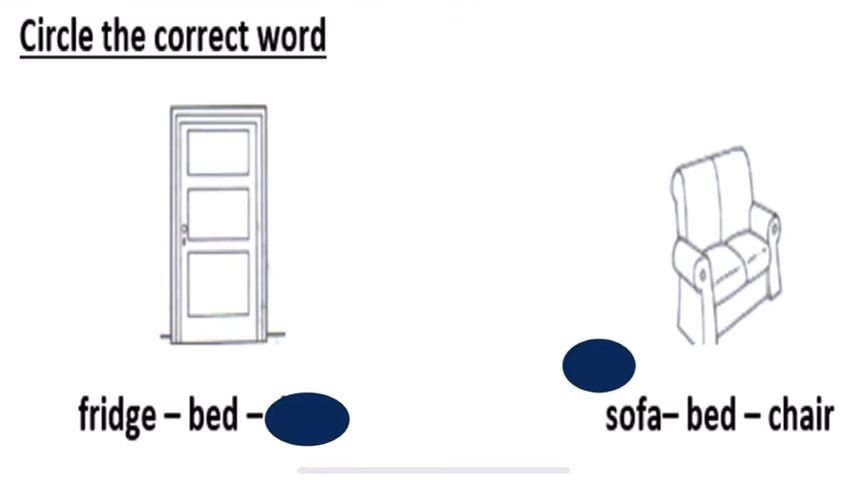 Circle the correct word
fridge – bed –
sofa– bed – chair